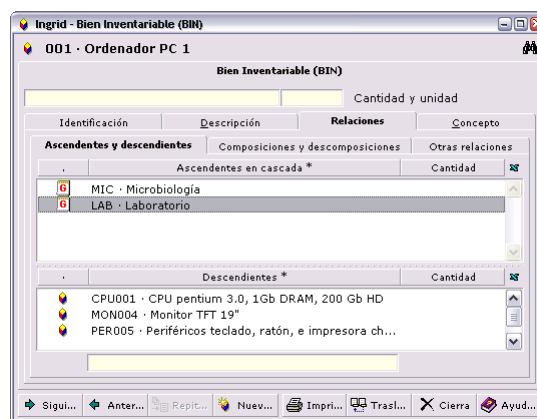 Ingrid - Bien Inventariable (BIN)
001 · Ordenador PC 1
Bien Inventariable (BIN)
Cantidad y unidad
Identificación Descripción Relaciones Concepto
Ascendentes y descendientes Composiciones y descomposiciones Otras relaciones
. Ascendentes en cascada * Cantidad
G MIC · Microbiología
G LAB · Laboratorio
. Descendientes * Cantidad
CPU001 · CPU pentium 3.0, 1Gb DRAM, 200 Gb HD
MON004 · Monitor TFT 19"
PER005 · Periféricos teclado, ratón, e impresora ch...
Sigui... Anter... Repit... Nuev... Impri... Trasl... Cierra Ayud...